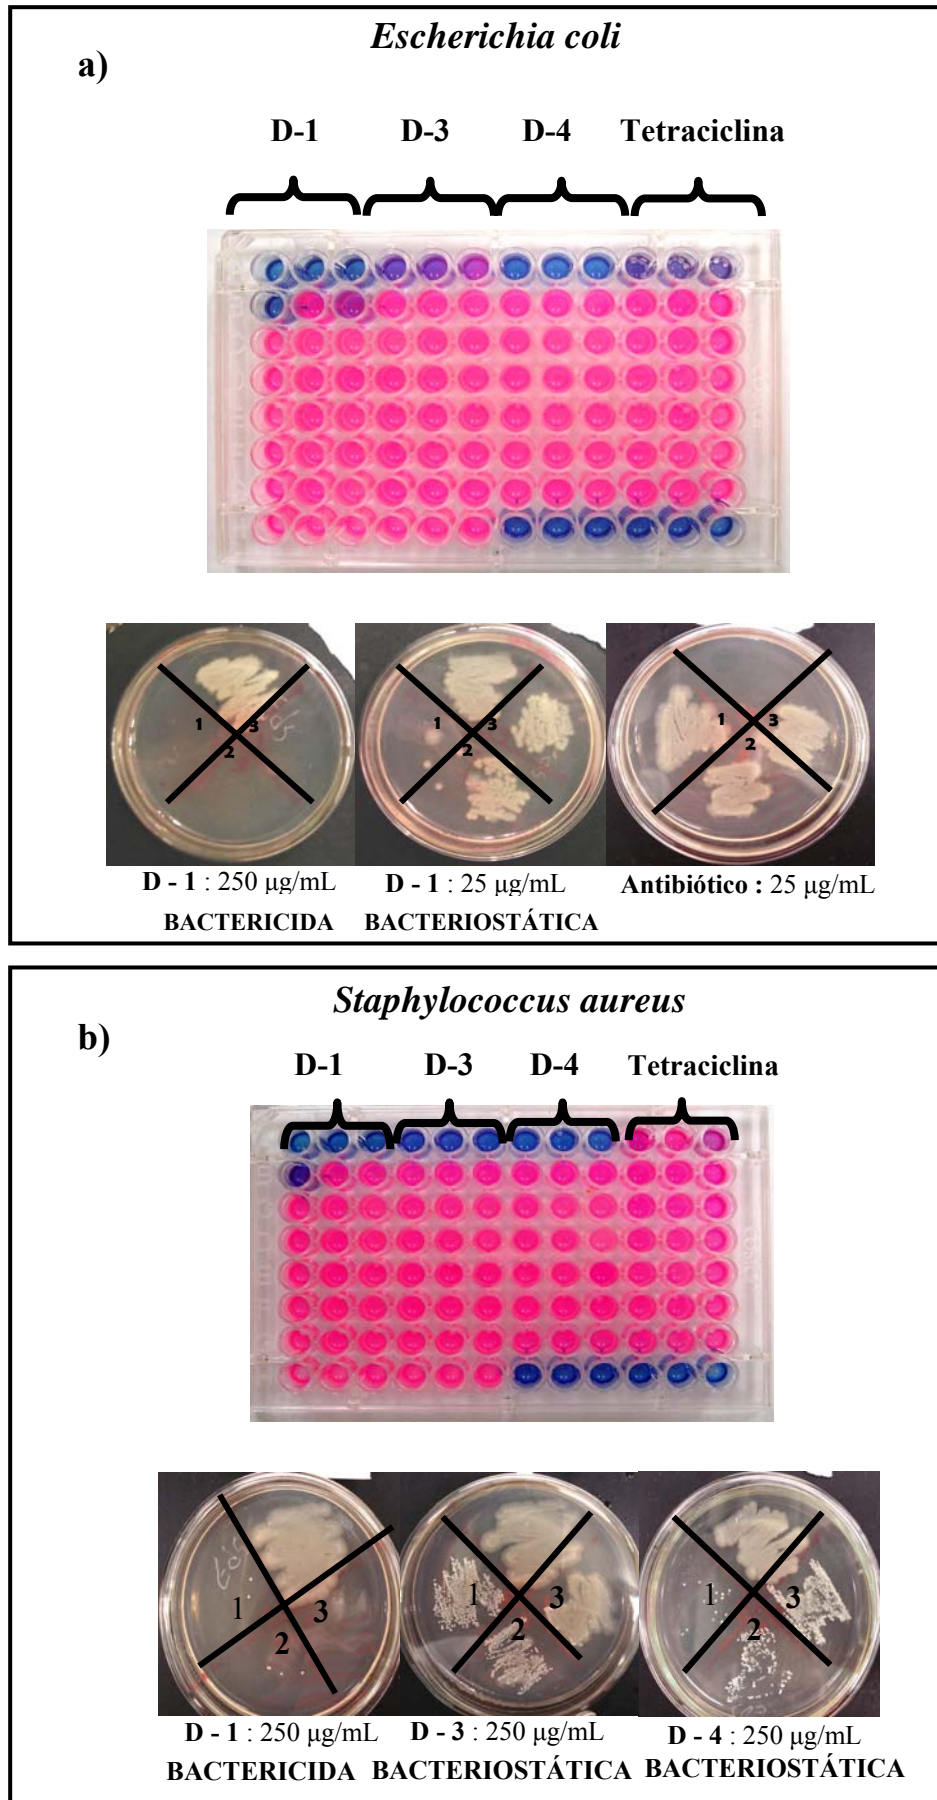 Escherichia coli
a)
D-1 D-3 D-4 Tetraciclina
1 2 3
1 2 3
1 2 3
D - 1 : 250 µg/mL D - 1 : 25 µg/mL Antibiótico : 25 µg/mL
BACTERICIDA BACTERIOSTÁTICA
Staphylococcus aureus
b)
D-1 D-3 D-4 Tetraciclina
1 2 3
1 2 3
1 2 3
D - 1 : 250 µg/mL D - 3 : 250 µg/mL D - 4 : 250 µg/mL
BACTERICIDA BACTERIOSTÁTICA BACTERIOSTÁTICA